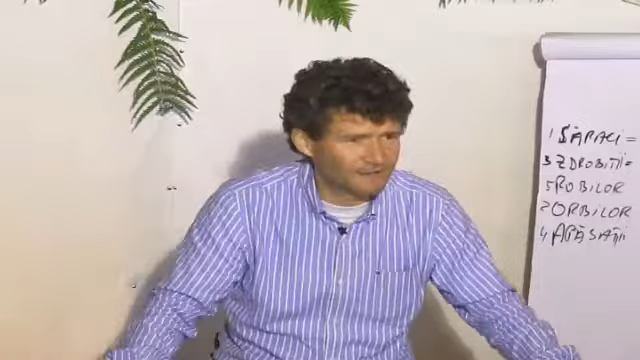 1 SĂRACI =
3 ZDROBIȚI =
5 ROBILOR
2 ORBILOR
4 APĂSAȚII